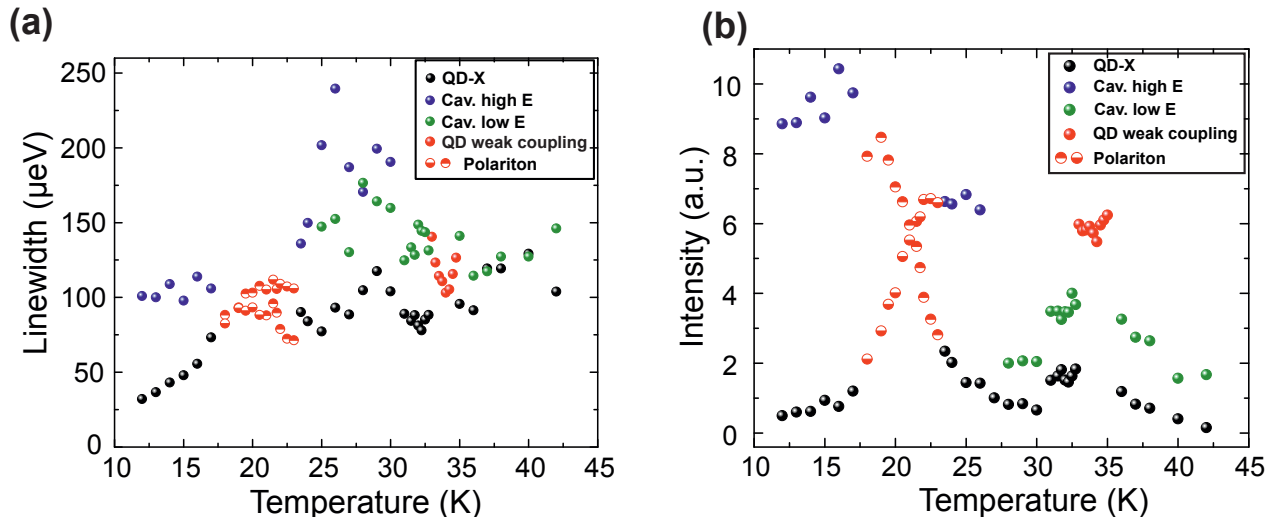 (a)
250
200
150
100
50
0
Linewidth (µeV)
QD-X
Cav. high E
Cav. low E
QD weak coupling
Polariton
10 15 20 25 30 35 40 45
Temperature (K)
(b)
10
8
6
4
2
0
Intensity (a.u.)
QD-X
Cav. high E
Cav. low E
QD weak coupling
Polariton
10 15 20 25 30 35 40 45
Temperature (K)